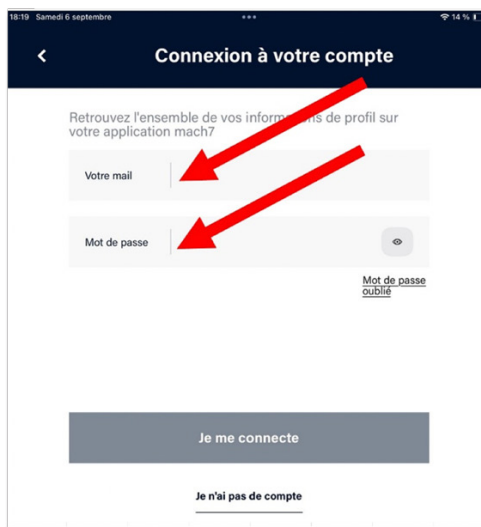 18:19 Samedi 6 septembre
14 %
Connexion à votre compte
Retrouvez l'ensemble de vos de profil sur
votre application mach7
Votre mail
Mot de passe
Mot de passe
oublié
Je me connecte
Je n'ai pas de compte